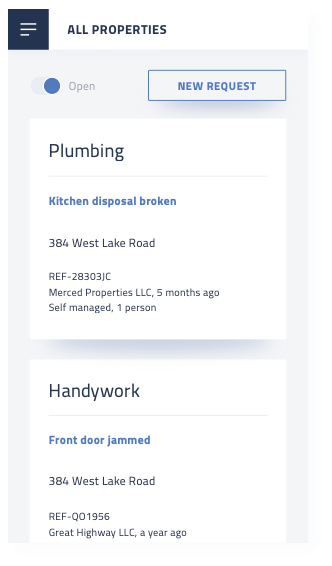 ALL PROPERTIES
Open
NEW REQUEST
Plumbing
Kitchen disposal broken
384 West Lake Road
REF-28303JC
Merced Properties LLC, 5 months ago
Self managed, 1 person
Handywork
Front door jammed
384 West Lake Road
REF-QO1956
Great Highway LLC, a year ago